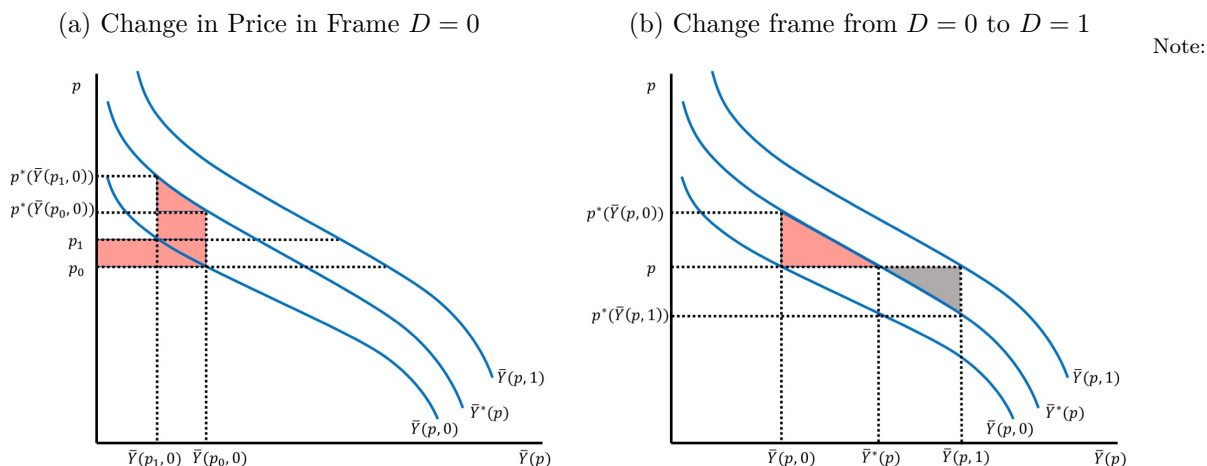 (a) Change in Price in Frame D = 0
(b) Change frame from D = 0 to D = 1
Note:
p
p*(Ȳ(p₁, 0))
p*(Ȳ(p₀, 0))
p₁
p₀
Ȳ(p, 1)
Ȳ*(p)
Ȳ(p, 0)
Ȳ(p₁, 0)
Ȳ(p₀, 0)
Ȳ(p)
p
p*(Ȳ(p, 0))
p
p*(Ȳ(p, 1))
Ȳ(p, 1)
Ȳ*(p)
Ȳ(p, 0)
Ȳ(p, 0)
Ȳ*(p)
Ȳ(p, 1)
Ȳ(p)